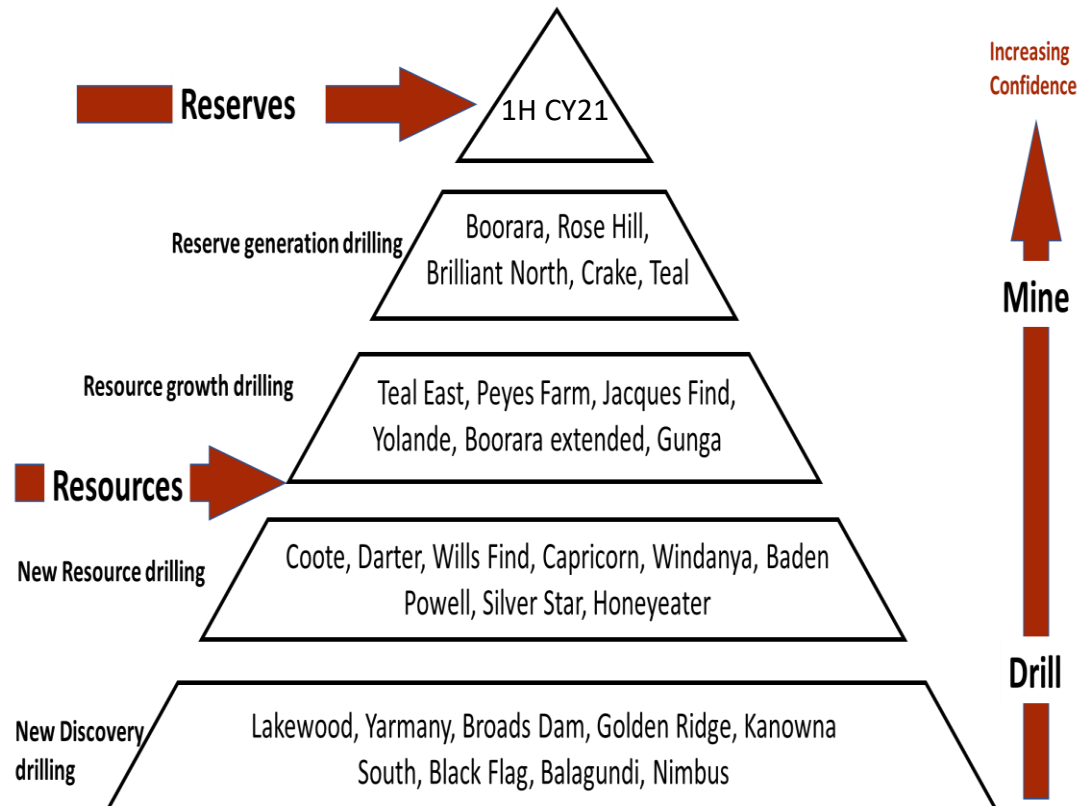 Increasing
Confidence
Reserves
1H CY21
Reserve generation drilling
Boorara, Rose Hill,
Brilliant North, Crake, Teal
Mine
Resource growth drilling
Teal East, Peyes Farm, Jacques Find,
Yolande, Boorara extended, Gunga
Resources
New Resource drilling
Coote, Darter, Wills Find, Capricorn, Windanya, Baden
Powell, Silver Star, Honeyeater
Drill
New Discovery
drilling
Lakewood, Yarmany, Broads Dam, Golden Ridge, Kanowna
South, Black Flag, Balagundi, Nimbus